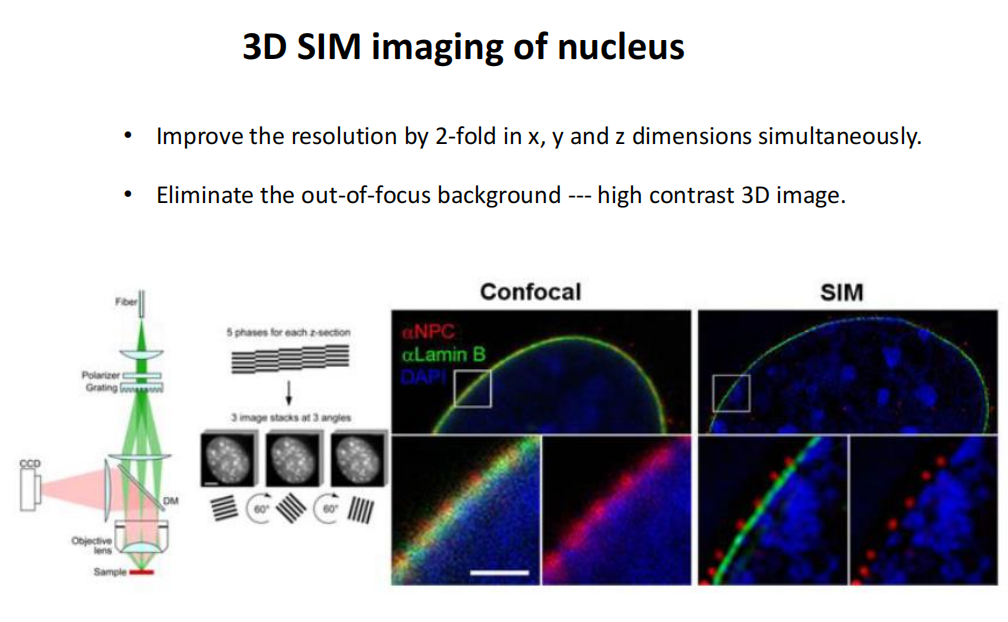 3D SIM imaging of nucleus
• Improve the resolution by 2-fold in x, y and z dimensions simultaneously.
• Eliminate the out-of-focus background --- high contrast 3D image.
Fiber
Polarizer
Grating
CCD
DM
Objective
lens
Sample
5 phases for each z-section
3 image stacks at 3 angles
60°
60°
Confocal
SIM
αNPC
αLamin B
DAPI